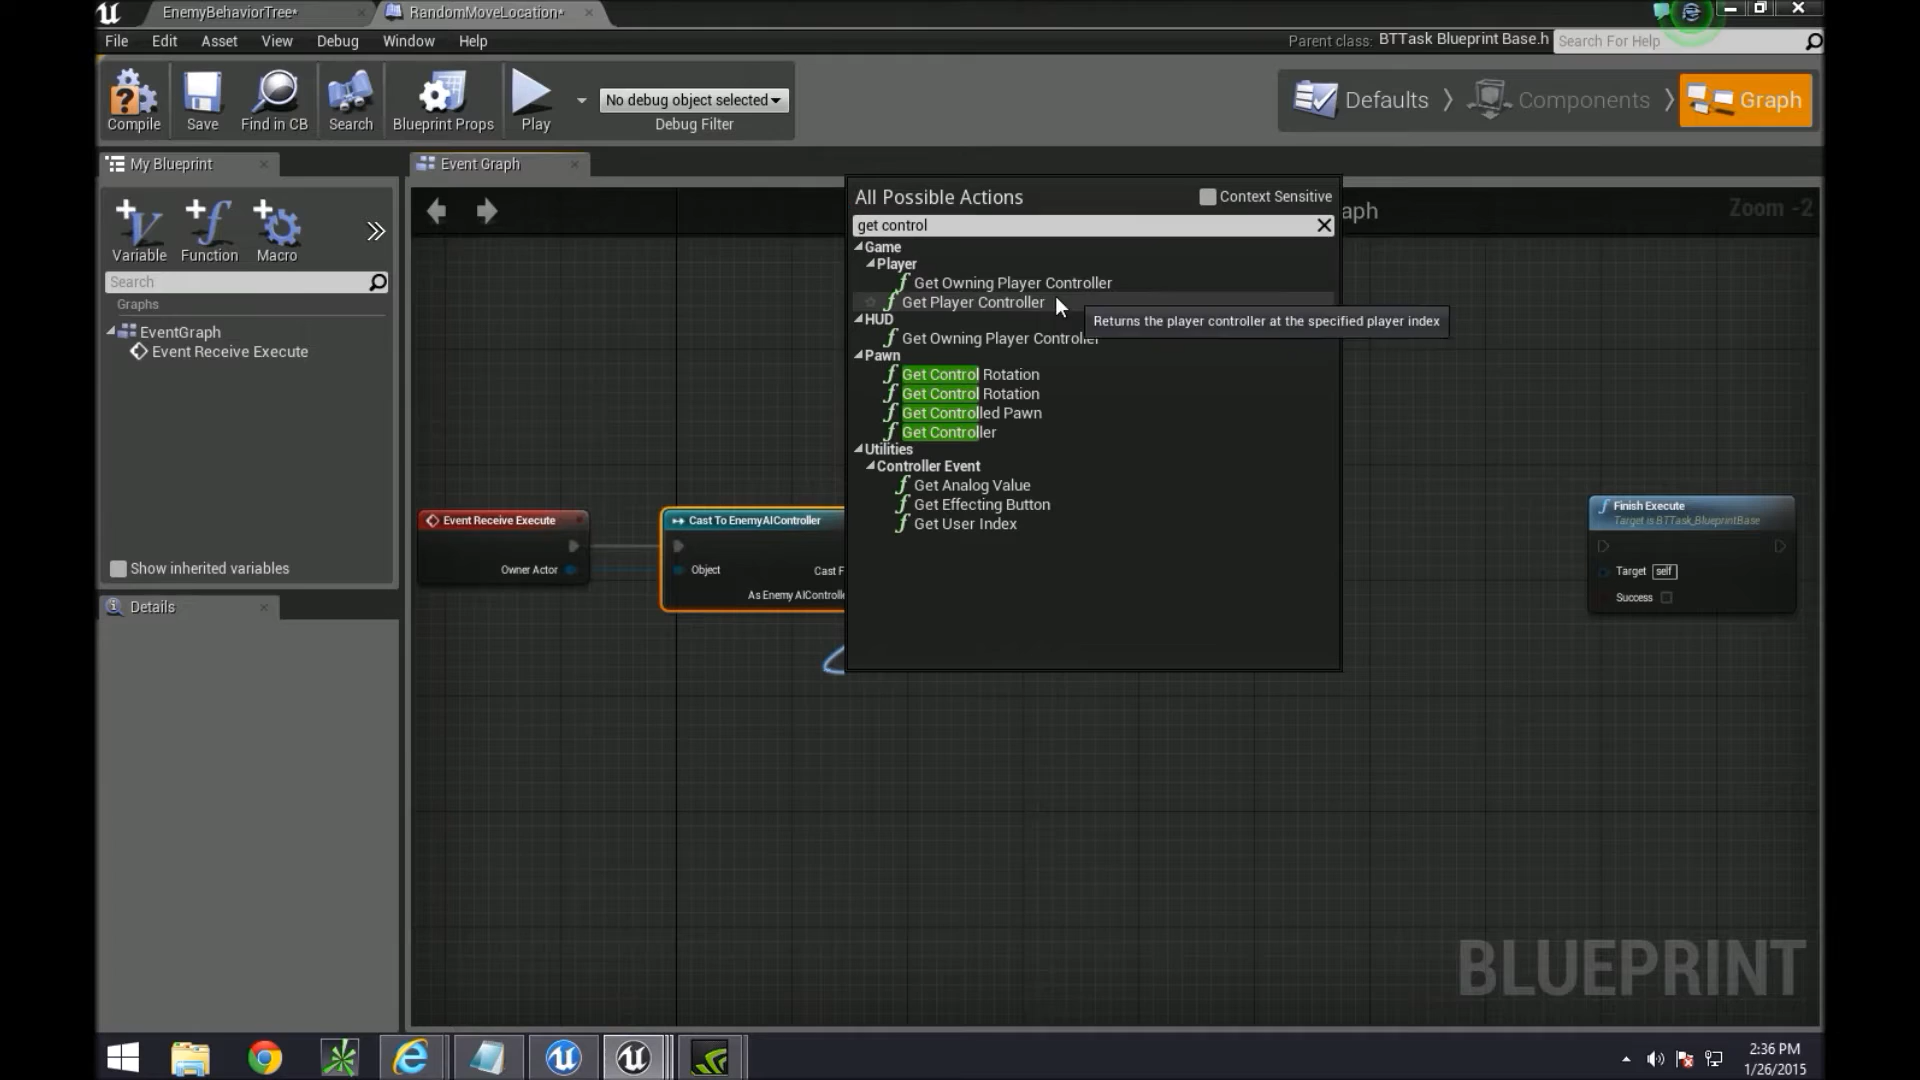 EnemyBehaviorTree*
RandomMoveLocation*
File Edit Asset View Debug Window Help
Parent class: BTTask Blueprint Base.h
Search For Help
Compile Save Find in CB Search Blueprint Props Play
No debug object selected
Debug Filter
Defaults Components Graph
My Blueprint
Event Graph
Variable Function Macro
Search
Graphs
EventGraph
Event Receive Execute
Show inherited variables
Details
Zoom -2
All Possible Actions
Context Sensitive
get control
Game
Player
Get Owning Player Controller
Get Player Controller
Returns the player controller at the specified player index
HUD
Get Owning Player Controller
Pawn
Get Control Rotation
Get Control Rotation
Get Controlled Pawn
Get Controller
Utilities
Controller Event
Get Analog Value
Get Effecting Button
Get User Index
Event Receive Execute
Owner Actor
Cast To EnemyAIController
Object
Cast F
As Enemy AIControlle
Finish Execute
Target is BTTask_BlueprintBase
Target self
Success
BLUEPRINT
2:36 PM
1/26/2015